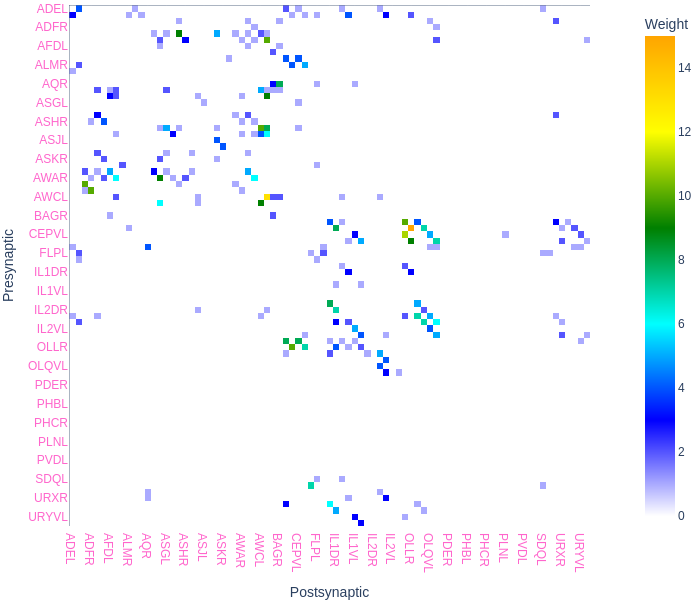 Weight
ADEL
ADFR
AFDL
ALMR
AQR
ASGL
ASHR
ASJL
ASKR
AWAR
AWCL
BAGR
CEPVL
FLPL
IL1DR
IL1VL
IL2DR
IL2VL
OLLR
OLQVL
PDER
PHBL
PHCR
PLNL
PVDL
SDQL
URXR
URYVL
Presynaptic
14
12
10
8
6
4
2
0
ADEL
ADFR
AFDL
ALMR
AQR
ASGL
ASHR
ASJL
ASKR
AWAR
AWCL
BAGR
CEPVL
FLPL
IL1DR
IL1VL
IL2DR
IL2VL
OLLR
OLQVL
PDER
PHBL
PHCR
PLNL
PVDL
SDQL
URXR
URYVL
Postsynaptic